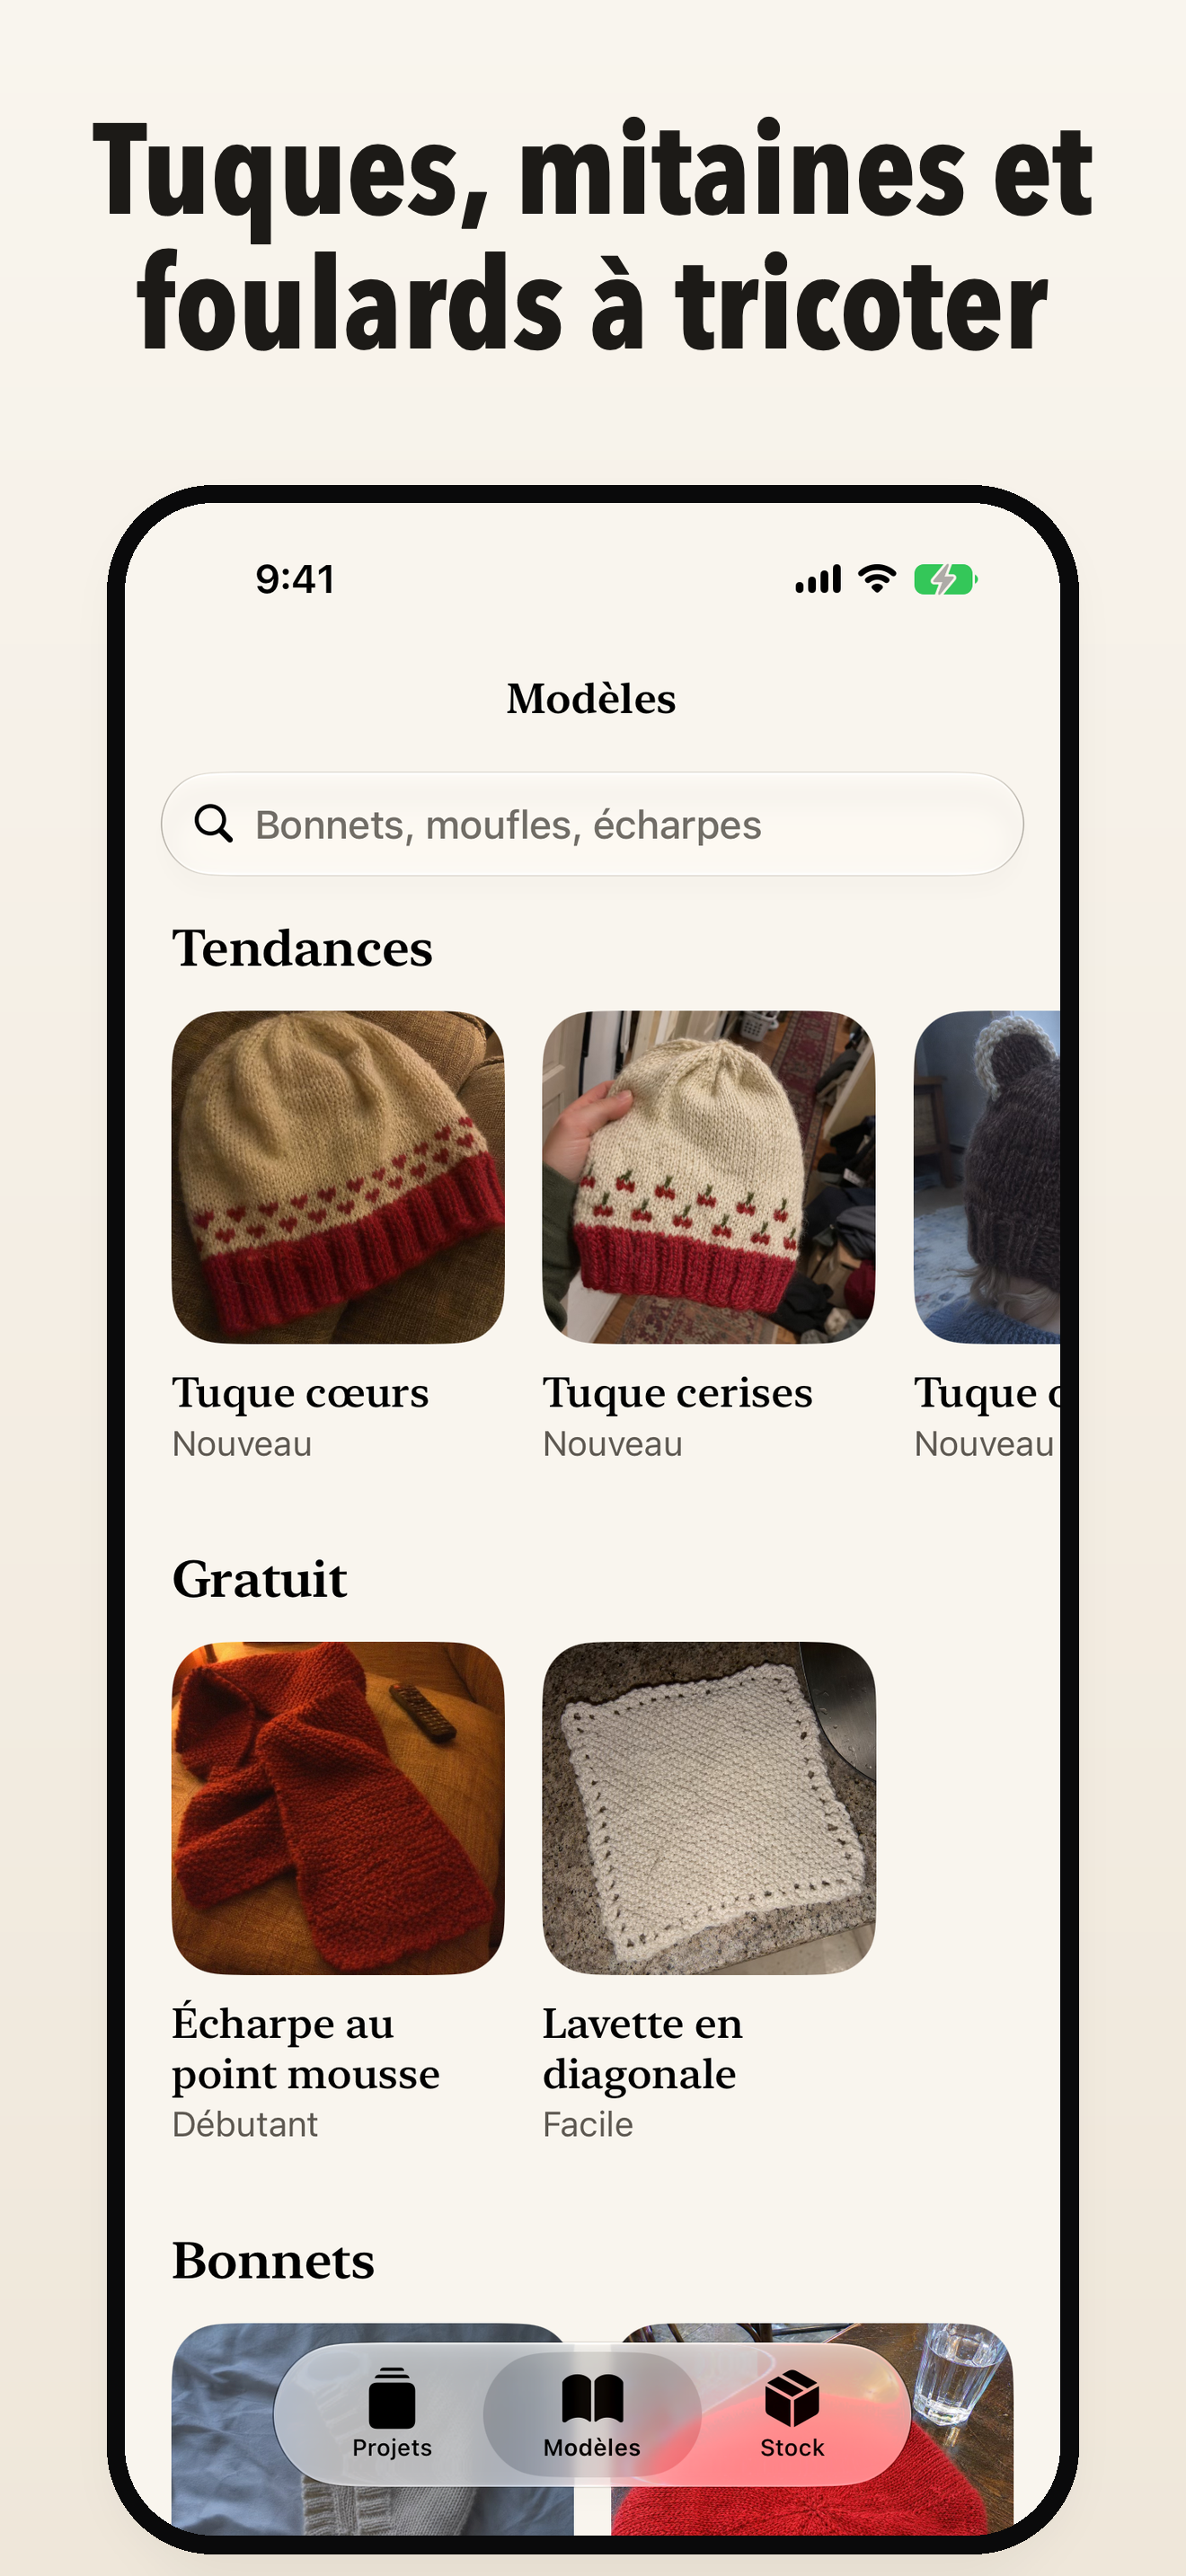 Tuques, mitaines et
foulards à tricoter
9:41
Modèles
Bonnets, moufles, écharpes
Tendances
Tuque cœurs
Nouveau
Tuque cerises
Nouveau
Tuque
Nouveau
Gratuit
Écharpe au
point mousse
Débutant
Lavette en
diagonale
Facile
Bonnets
Projets
Modèles
Stock